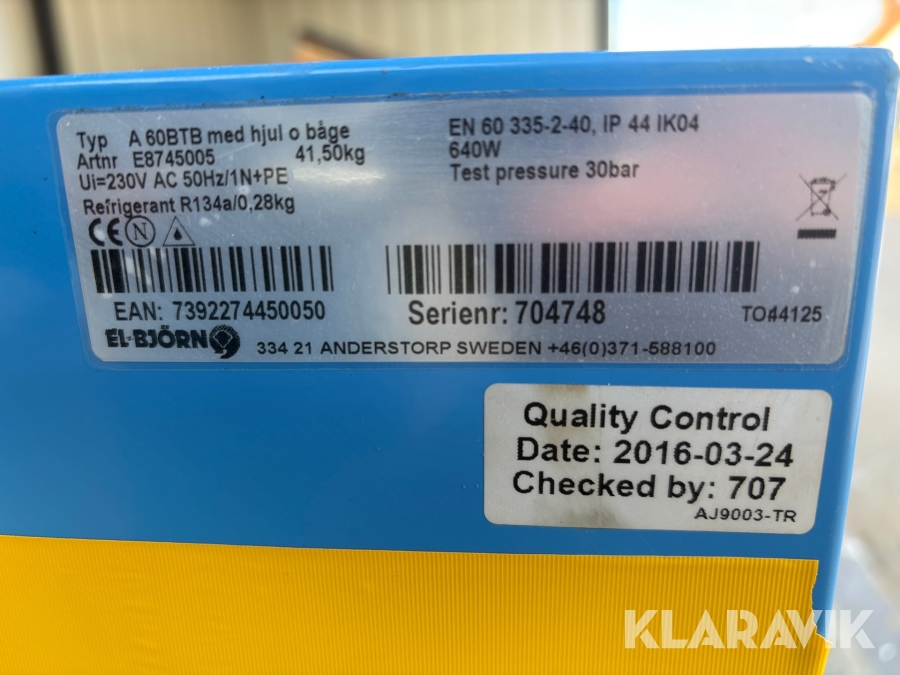 Typ A 60BTB med hjul o båge
Artnr E8745005 41,50kg
Ui=230V AC 50Hz/1N+PE
Refrigerant R134a/0,28kg
EN 60 335-2-40, IP 44 IK04
640W
Test pressure 30bar
CE N
EAN: 7392274450050
Serienr: 704748
TO#44125
EL-BJÖRN
334 21 ANDERSTORP SWEDEN +46(0)371-588100
Quality Control
Date: 2016-03-24
Checked by: 707
AJ9003-TR
KLARAVIK